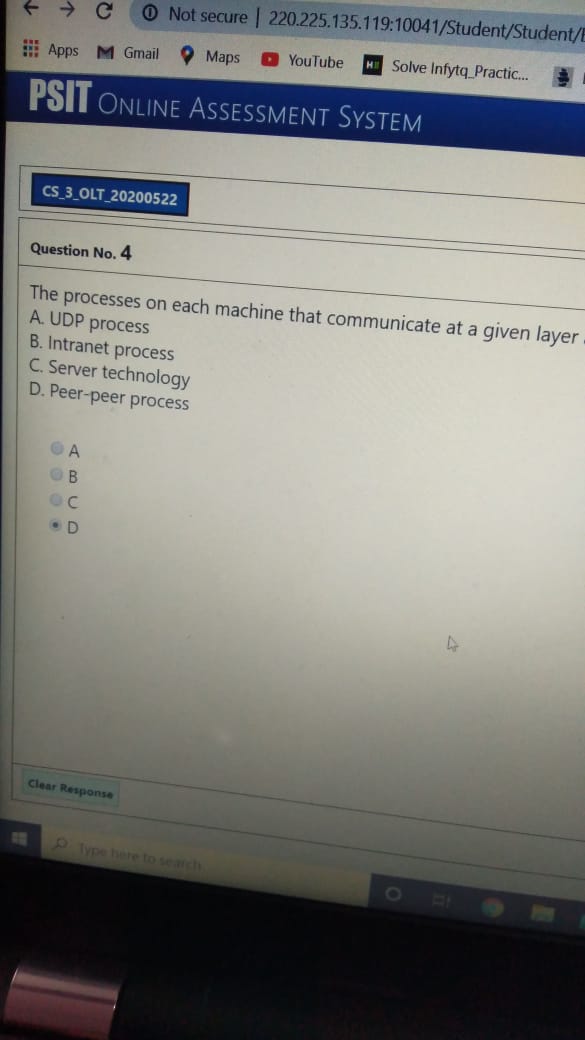 Not secure | 220.225.135.119:10041/Student/Student/
Apps Gmail Maps YouTube Solve Infytq_Practic...
PSIT ONLINE ASSESSMENT SYSTEM
CS_3_OLT_20200522
Question No. 4
The processes on each machine that communicate at a given layer
A. UDP process
B. Intranet process
C. Server technology
D. Peer-peer process
A
B
C
D
Clear Response
Type here to search